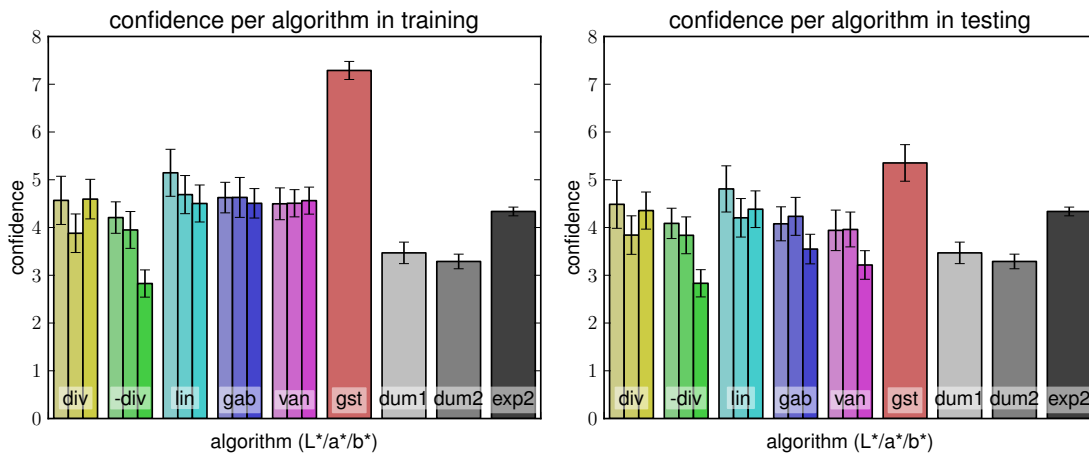 confidence per algorithm in training
8
7
6
5
4
3
2
1
0
confidence
div -div lin gab van gst dum1 dum2 exp2
algorithm (L*/a*/b*)
confidence per algorithm in testing
8
7
6
5
4
3
2
1
0
confidence
div -div lin gab van gst dum1 dum2 exp2
algorithm (L*/a*/b*)